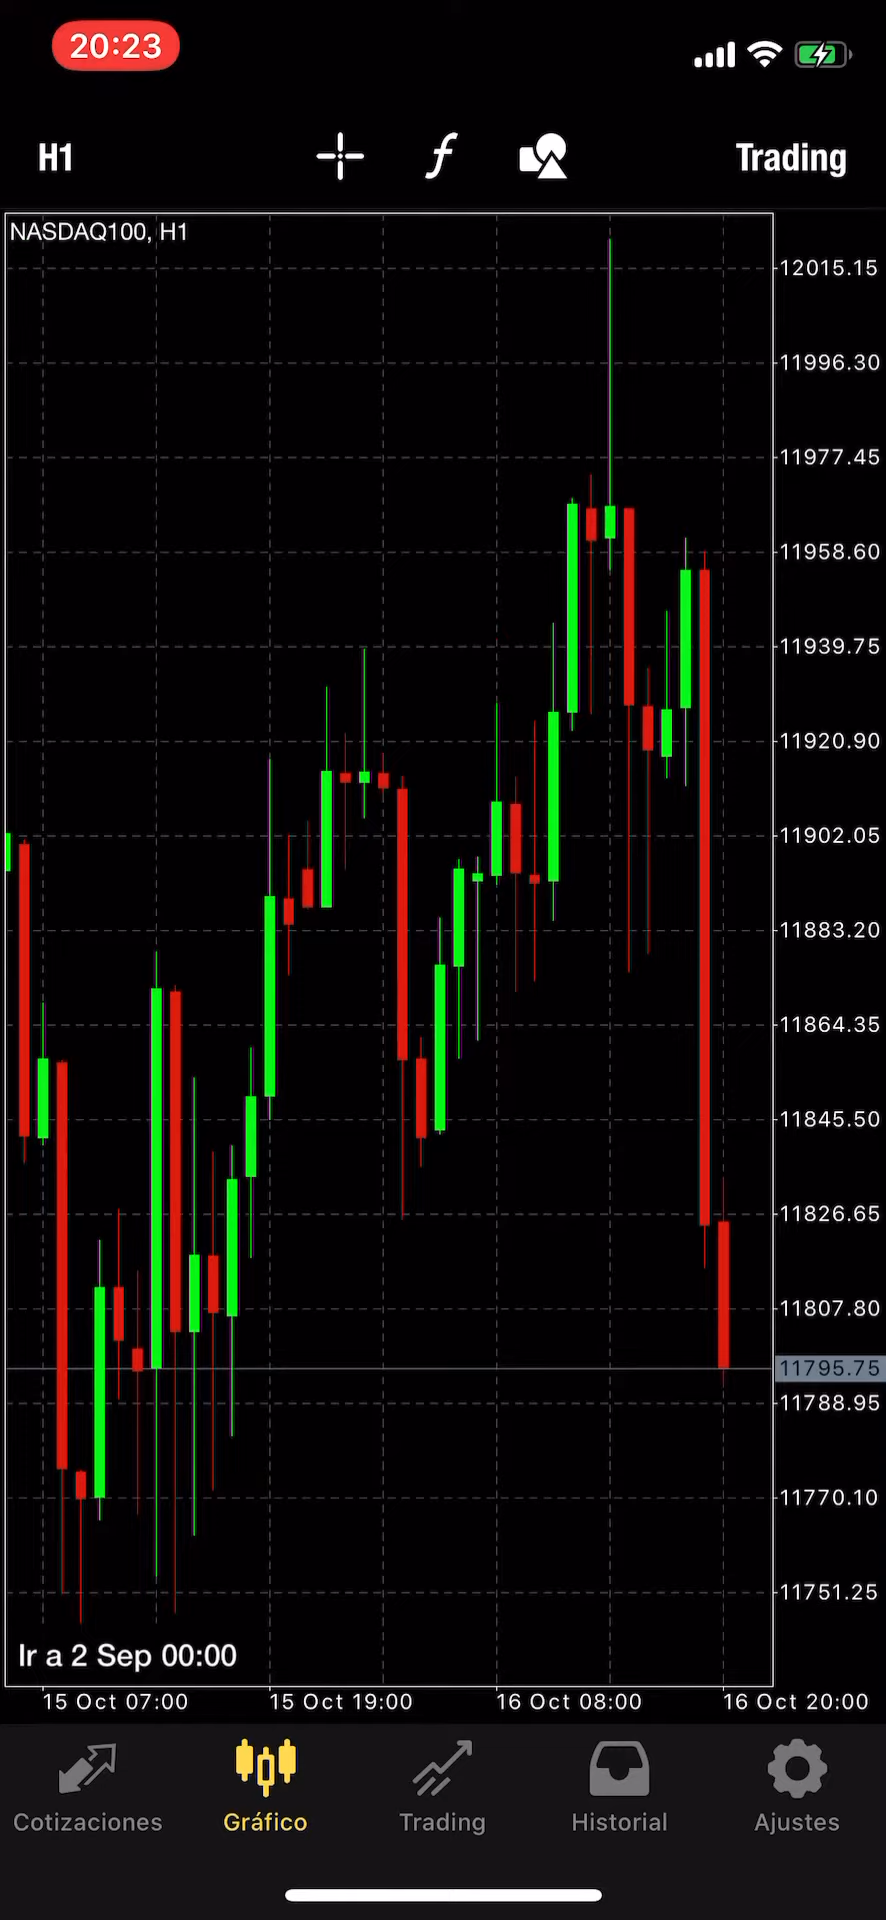 20:23
H1
f
Trading
NASDAQ100, H1
12015.15
11996.30
11977.45
11958.60
11939.75
11920.90
11902.05
11883.20
11864.35
11845.50
11826.65
11807.80
11795.75
11788.95
11770.10
11751.25
Ir a 2 Sep 00:00
15 Oct 07:00 15 Oct 19:00 16 Oct 08:00 16 Oct 20:00
Cotizaciones Gráfico Trading Historial Ajustes